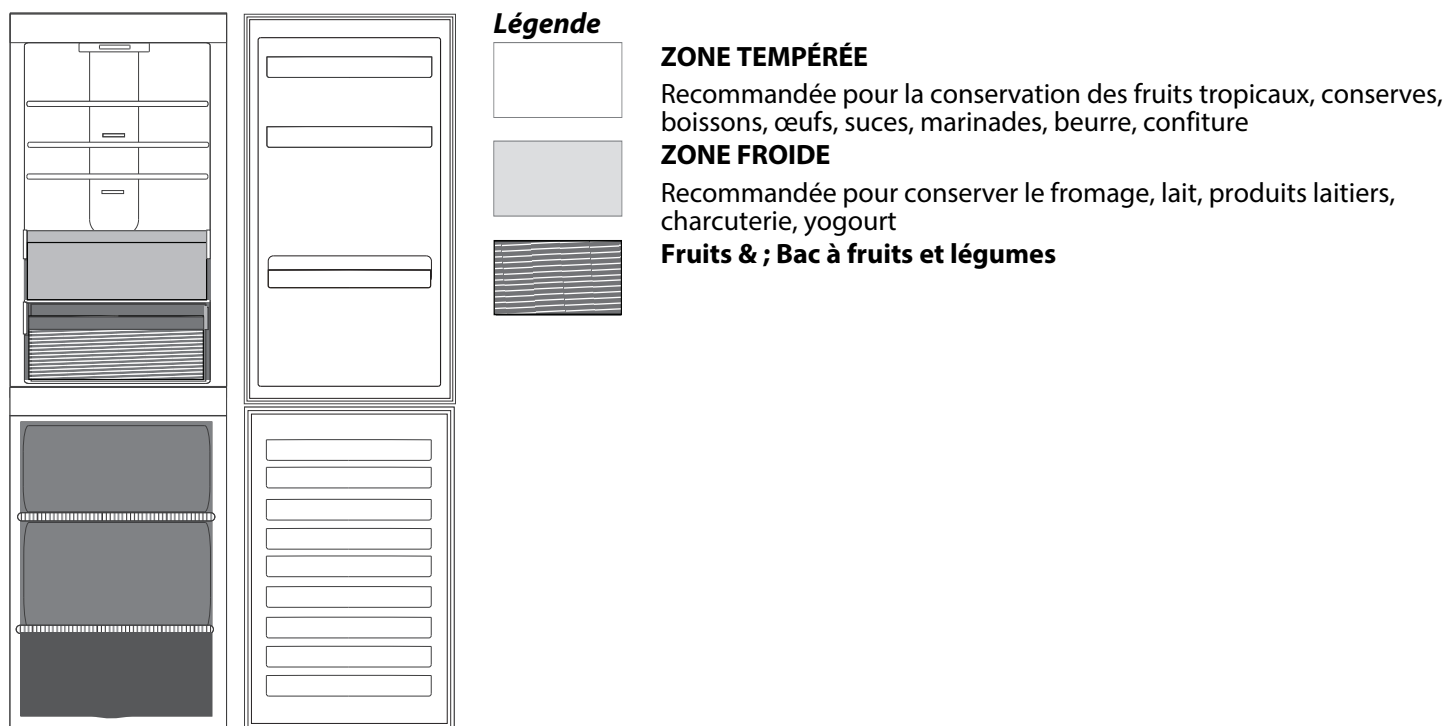 Légende
ZONE TEMPÉRÉE
Recommandée pour la conservation des fruits tropicaux, conserves,
boissons, œufs, suces, marinades, beurre, confiture
ZONE FROIDE
Recommandée pour conserver le fromage, lait, produits laitiers,
charcuterie, yogourt
Fruits & ; Bac à fruits et légumes